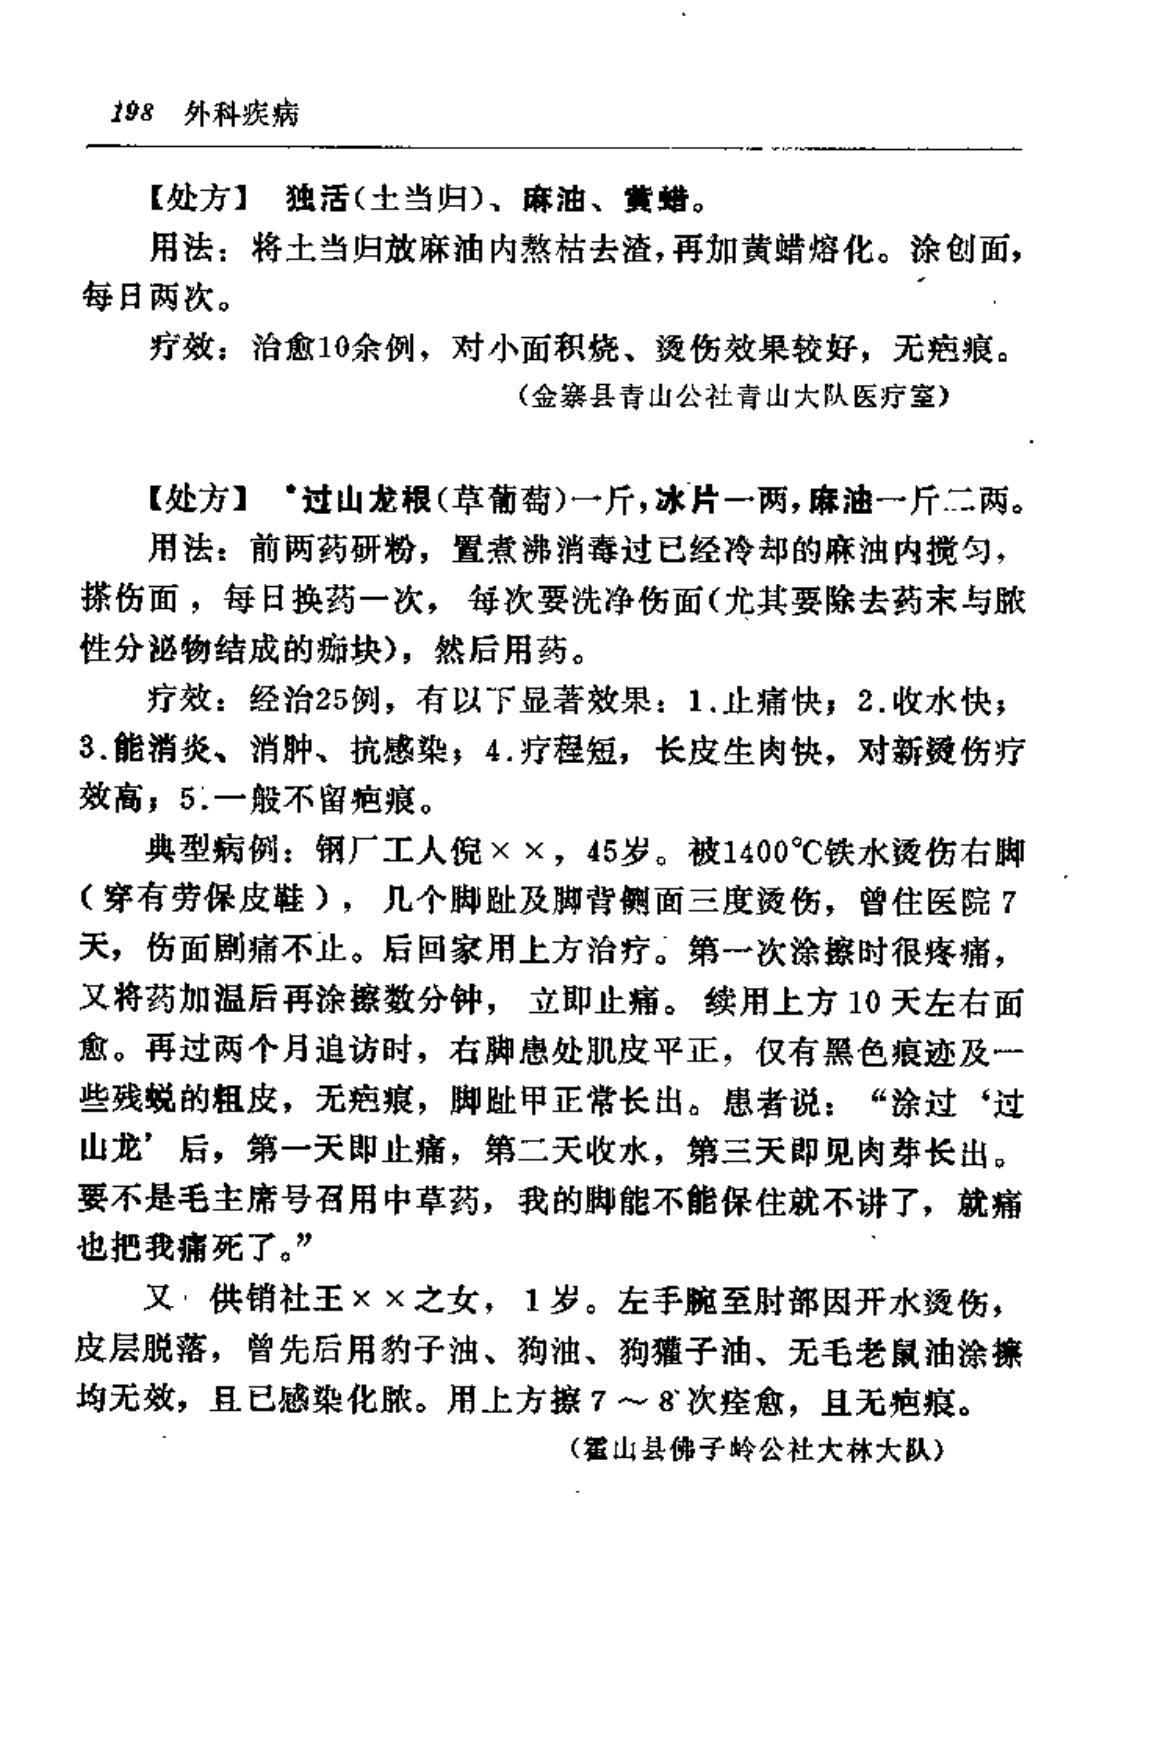 198 外科疾病
【处方】 独活(土当归)、麻油、黄蜡。
用法：将土当归放麻油内熬枯去渣，再加黄蜡熔化。涂创面，
每日两次。
疗效：治愈10余例，对小面积烧、烫伤效果较好，无疤痕。
（金寨县青山公社青山大队医疗室）
【处方】 *过山龙根(草葡萄)一斤，冰片一两，麻油一斤二两。
用法：前两药研粉，置煮沸消毒过已经冷却的麻油内搅匀，
搽伤面，每日换药一次，每次要洗净伤面(尤其要除去药末与脓
性分泌物结成的痂块)，然后用药。
疗效：经治25例，有以下显著效果：1.止痛快；2.收水快；
3.能消炎、消肿、抗感染；4.疗程短，长皮生肉快，对新烫伤疗
效高；5.一般不留疤痕。
典型病例：钢厂工人倪××，45岁。被1400℃铁水烫伤右脚
（穿有劳保皮鞋），几个脚趾及脚背侧面三度烫伤，曾住医院7
天，伤面剧痛不止。后回家用上方治疗。第一次涂擦时很疼痛，
又将药加温后再涂擦数分钟，立即止痛。续用上方10天左右面
愈。再过两个月追访时，右脚患处肌皮平正，仅有黑色痕迹及一
些残蜕的粗皮，无疤痕，脚趾甲正常长出。患者说：“涂过‘过
山龙’后，第一天即止痛，第二天收水，第三天即见肉芽长出。
要不是毛主席号召用中草药，我的脚能不能保住就不讲了，就痛
也把我痛死了。”
又 供销社王××之女，1岁。左手腕至肘部因开水烫伤，
皮层脱落，曾先后用豹子油、狗油、狗獾子油、无毛老鼠油涂擦
均无效，且已感染化脓。用上方擦7～8次痊愈，且无疤痕。
（霍山县佛子岭公社大林大队）